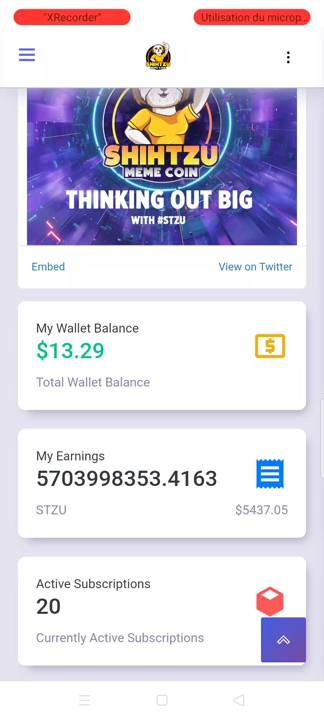 "XRecorder"
Utilisation du microp...
SHIHTZU
SHIHTZU
MEME COIN
THINKING OUT BIG
WITH #STZU
Embed
View on Twitter
My Wallet Balance
$13.29
Total Wallet Balance
My Earnings
5703998353.4163
STZU
$5437.05
Active Subscriptions
20
Currently Active Subscriptions